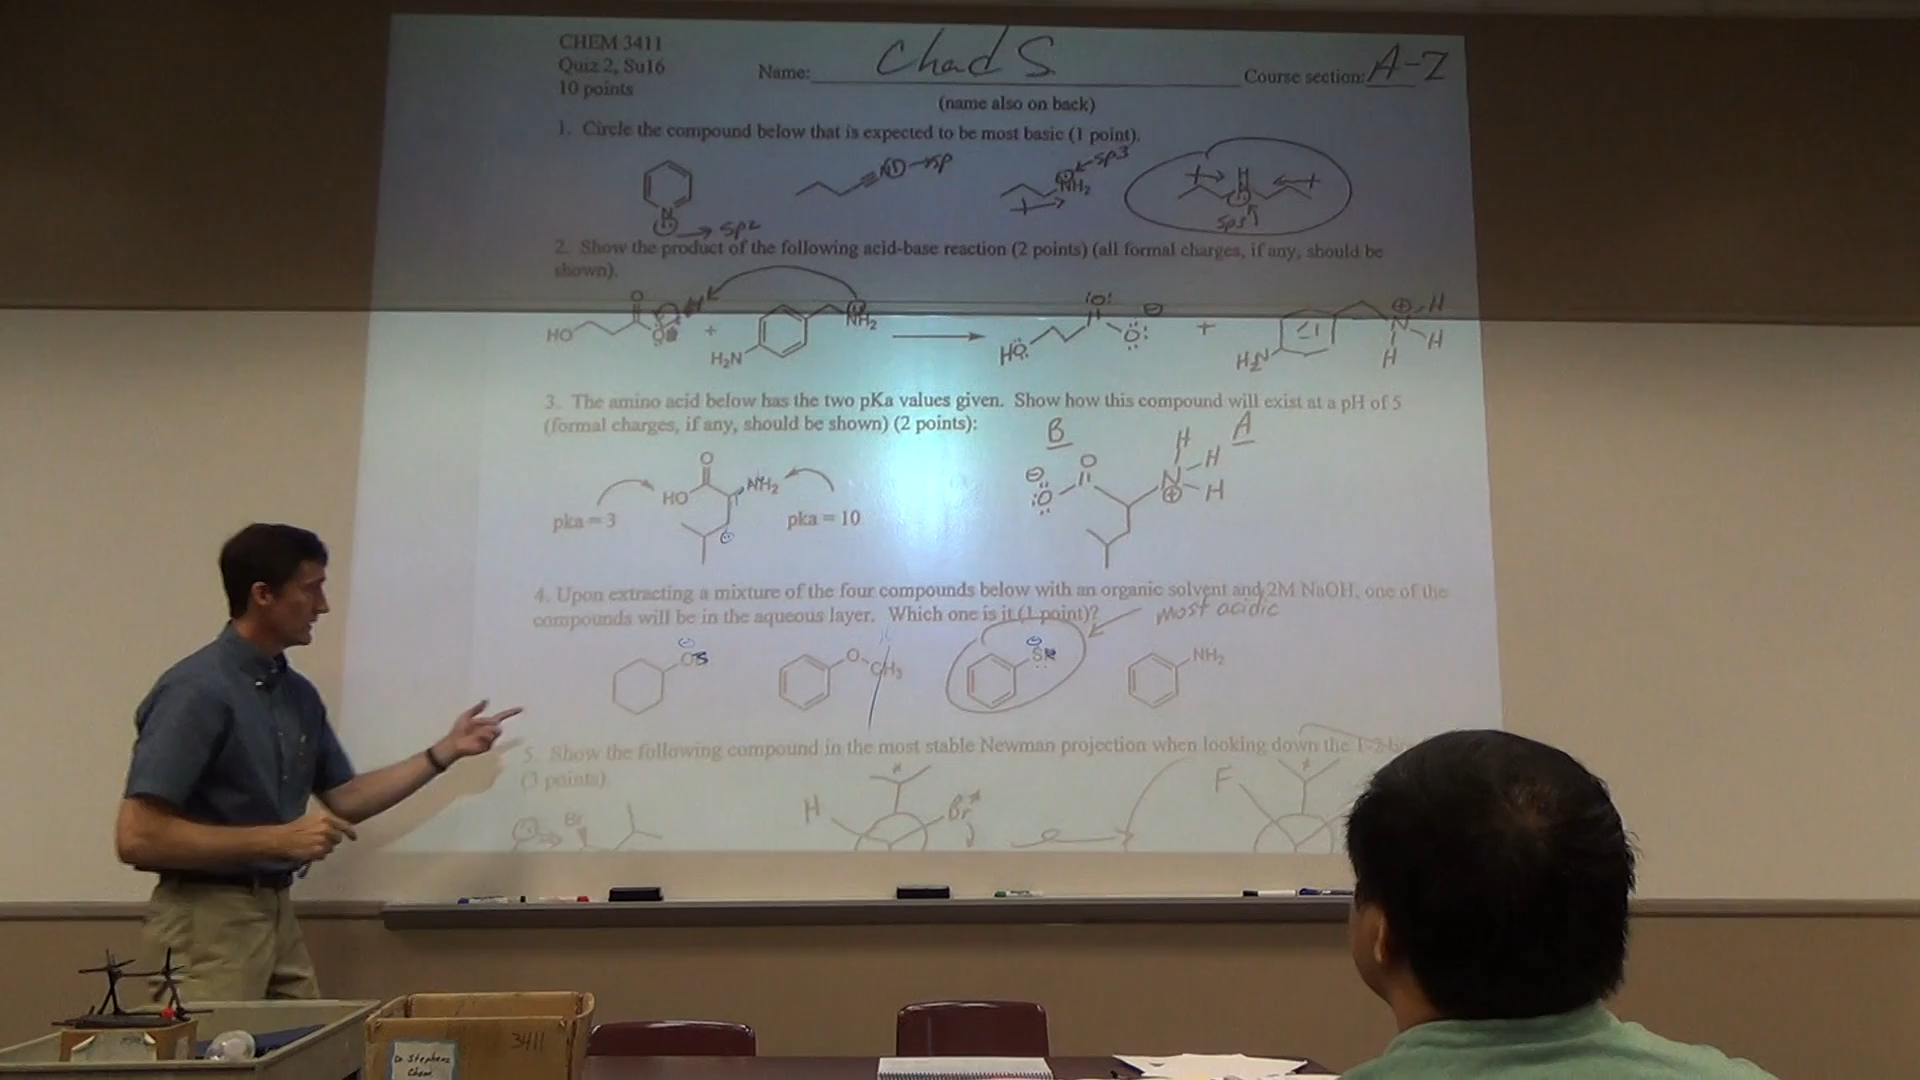 CHEM 3411
Quiz 2, Su16
10 points
Name: Chad S.
Course section: A-Z
(name also on back)
1. Circle the compound below that is expected to be most basic (1 point).
N → sp2
N → sp
NH2 ← sp3
H
N
sp3
2. Show the product of the following acid-base reaction (2 points) (all formal charges, if any, should be
shown).
HO O O + H2N NH2
HO O O ⊖ + H2N N ⊕ H H H
3. The amino acid below has the two pKa values given. Show how this compound will exist at a pH of 5
(formal charges, if any, should be shown) (2 points):
B A
O HO NH2
pka = 3 pka = 10
⊖ O O N ⊕ H H H
4. Upon extracting a mixture of the four compounds below with an organic solvent and 2M NaOH, one of the
compounds will be in the aqueous layer. Which one is it (1 point)?
most acidic
O CH3 S NH2
5. Show the following compound in the most stable Newman projection when looking down the 1-2
(3 points)
Br H Br F
3411
Dr Stephens
Chem